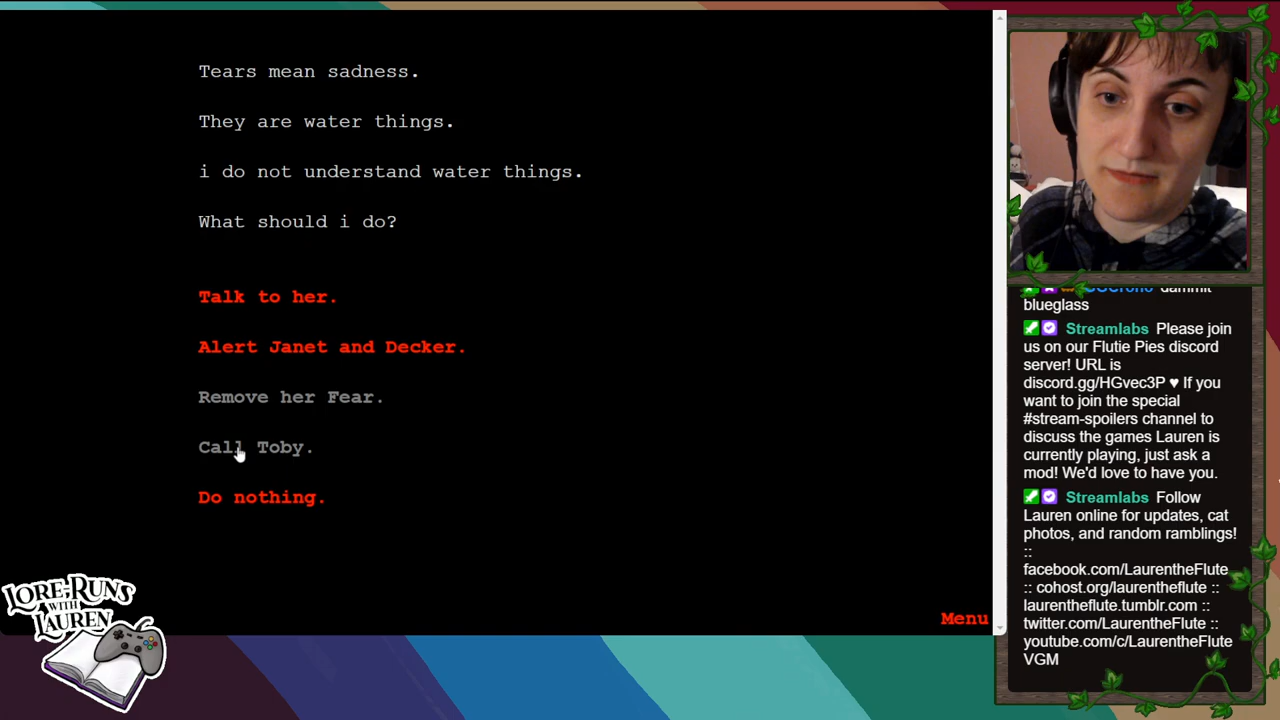 Tears mean sadness.
They are water things.
i do not understand water things.
What should i do?
Talk to her.
Alert Janet and Decker.
Remove her Fear.
Call Toby.
Do nothing.
Menu
LORE-RUNS
WITH
LAUREN
dammit
blueglass
Streamlabs Please join
us on our Flutie Pies discord
server! URL is
discord.gg/HGvec3P ♥ If you
want to join the special
#stream-spoilers channel to
discuss the games Lauren is
currently playing, just ask a
mod! We'd love to have you.
Streamlabs Follow
Lauren online for updates, cat
photos, and random ramblings!
::
facebook.com/LaurentheFlute
:: cohost.org/laurentheflute ::
laurentheflute.tumblr.com ::
twitter.com/LaurentheFlute ::
youtube.com/c/LaurentheFlute
VGM